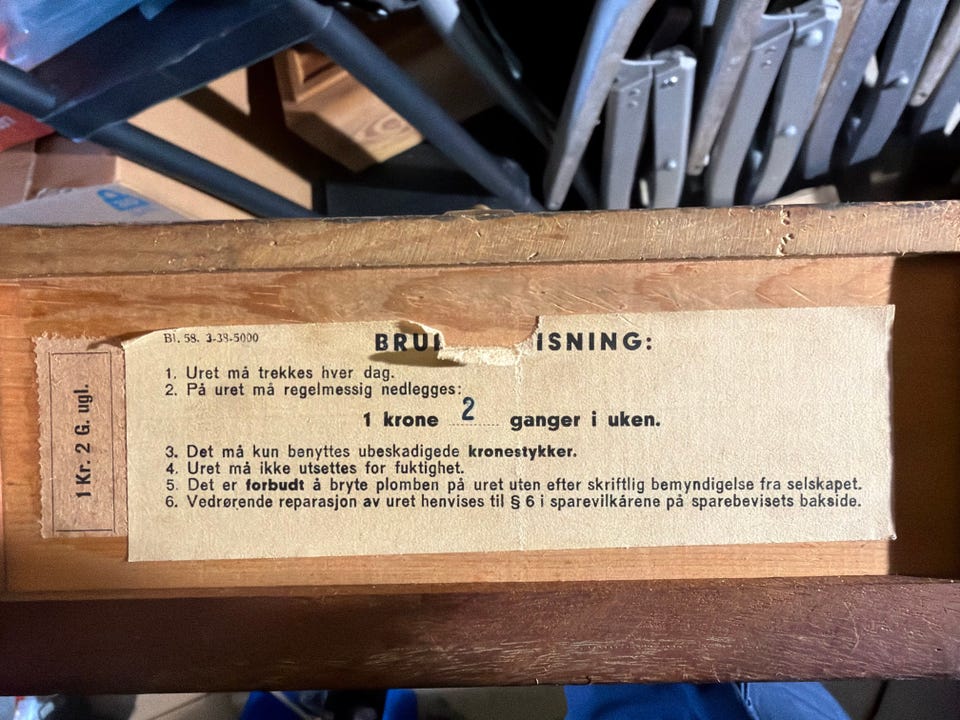 Bl. 58. 3-38-5000
BRU ISNING:
1. Uret må trekkes hver dag.
2. På uret må regelmessig nedlegges:
1 krone 2 ganger i uken.
3. Det må kun benyttes ubeskadigede kronestykker.
4. Uret må ikke utsettes for fuktighet.
5. Det er forbudt å bryte plomben på uret uten efter skriftlig bemyndigelse fra selskapet.
6. Vedrørende reparasjon av uret henvises til § 6 i sparevilkårene på sparebevisets bakside.
1 Kr. 2 G. ugl.